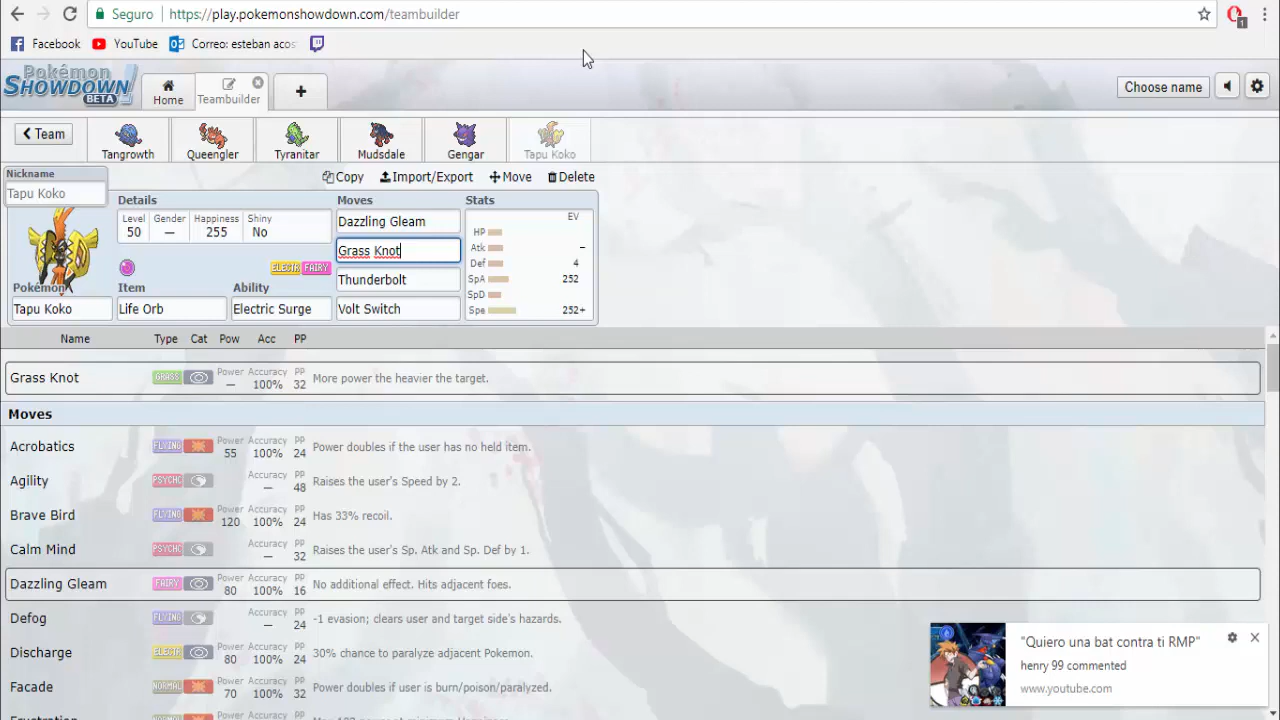 Seguro https://play.pokemonshowdown.com/teambuilder
1
Facebook YouTube Correo: esteban acos
Pokémon
SHOWDOWN!
BETA
Home
Teambuilder
+
Choose name
Team
Tangrowth Queengler Tyranitar Mudsdale Gengar Tapu Koko
Nickname
Tapu Koko
Copy Import/Export Move Delete
Details Moves Stats
Level Gender Happiness Shiny
50 — 255 No
Dazzling Gleam
Grass Knot
Thunderbolt
Volt Switch
EV
HP
Atk –
Def 4
SpA 252
SpD
Spe 252+
ELECTR FAIRY
Pokémon Item Ability
Tapu Koko Life Orb Electric Surge
Name Type Cat Pow Acc PP
Grass Knot GRASS Power — Accuracy 100% PP 32 More power the heavier the target.
Moves
Acrobatics FLYING Power 55 Accuracy 100% PP 24 Power doubles if the user has no held item.
Agility PSYCHC Accuracy — PP 48 Raises the user's Speed by 2.
Brave Bird FLYING Power 120 Accuracy 100% PP 24 Has 33% recoil.
Calm Mind PSYCHC Accuracy — PP 32 Raises the user's Sp. Atk and Sp. Def by 1.
Dazzling Gleam FAIRY Power 80 Accuracy 100% PP 16 No additional effect. Hits adjacent foes.
Defog FLYING Accuracy — PP 24 -1 evasion; clears user and target side's hazards.
Discharge ELECTR Power 80 Accuracy 100% PP 24 30% chance to paralyze adjacent Pokemon.
Facade NORMAL Power 70 Accuracy 100% PP 32 Power doubles if user is burn/poison/paralyzed.
"Quiero una bat contra ti RMP"
henry 99 commented
www.youtube.com